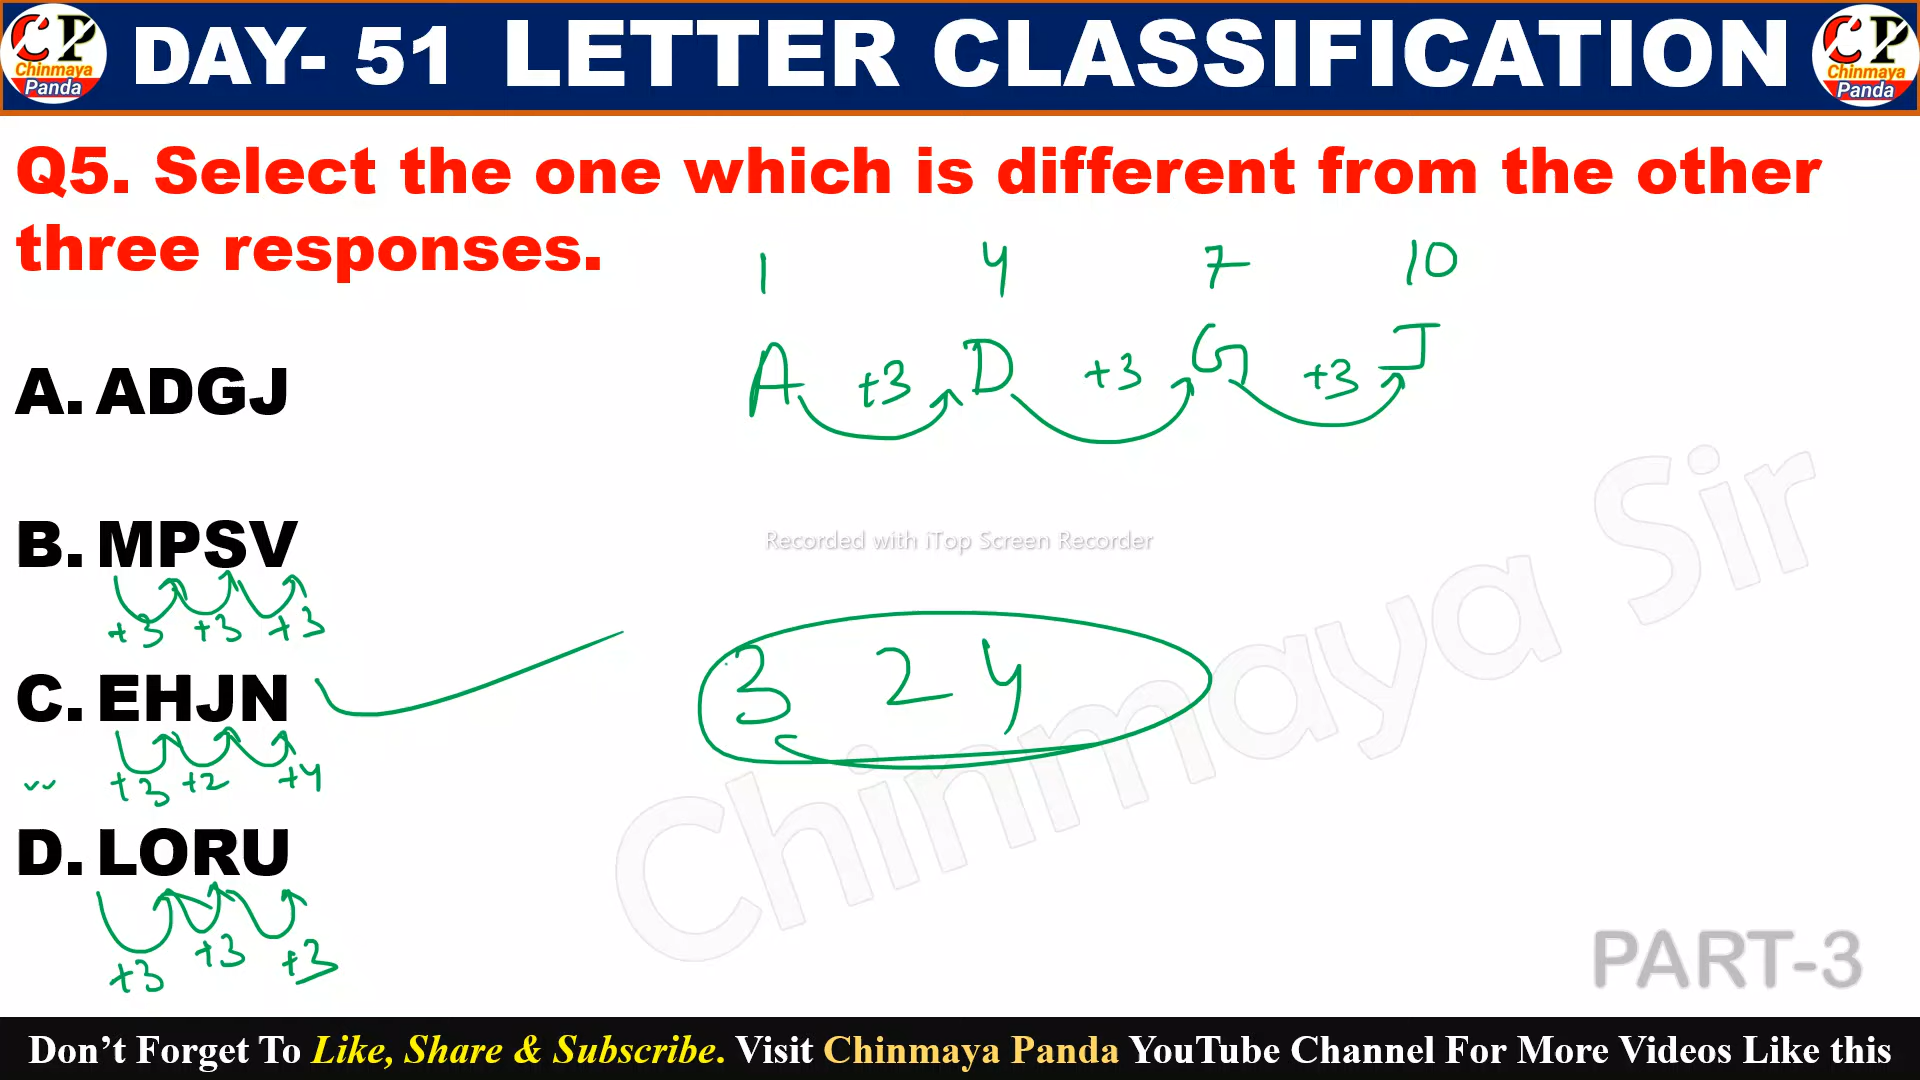 CP Chinmaya Panda DAY- 51 LETTER CLASSIFICATION CP Chinmaya Panda
Q5. Select the one which is different from the other
three responses.
1 4 7 10
A +3 D +3 G +3 J
A. ADGJ
Recorded with iTop Screen Recorder
B. MPSV
+3 +3 +3
3 2 4
C. EHJN
+3 +2 +4
D. LORU
+3 +3 +3
Chinmaya Sir
PART-3
Don't Forget To Like, Share & Subscribe. Visit Chinmaya Panda YouTube Channel For More Videos Like this